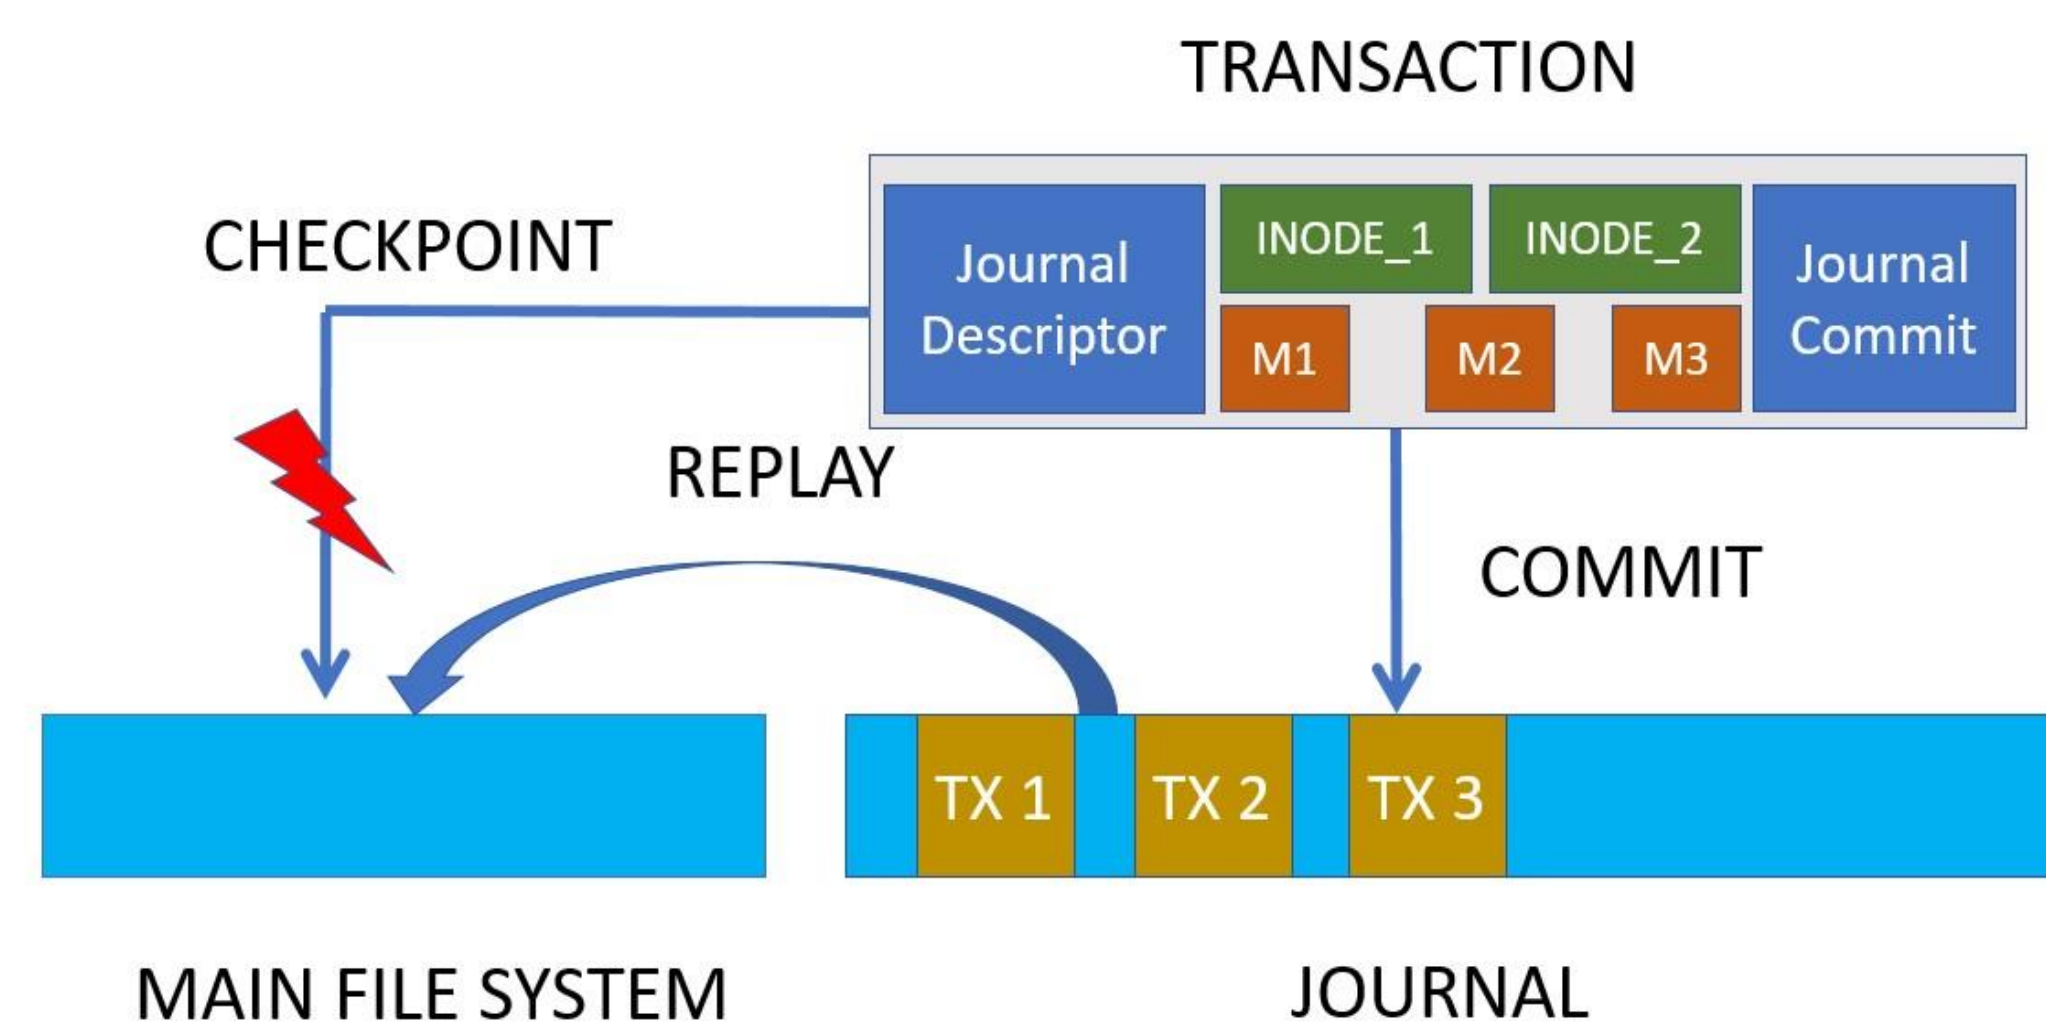 TRANSACTION
CHECKPOINT
Journal
Descriptor
INODE_1
INODE_2
M1
M2
M3
Journal
Commit
REPLAY
COMMIT
TX 1
TX 2
TX 3
MAIN FILE SYSTEM
JOURNAL